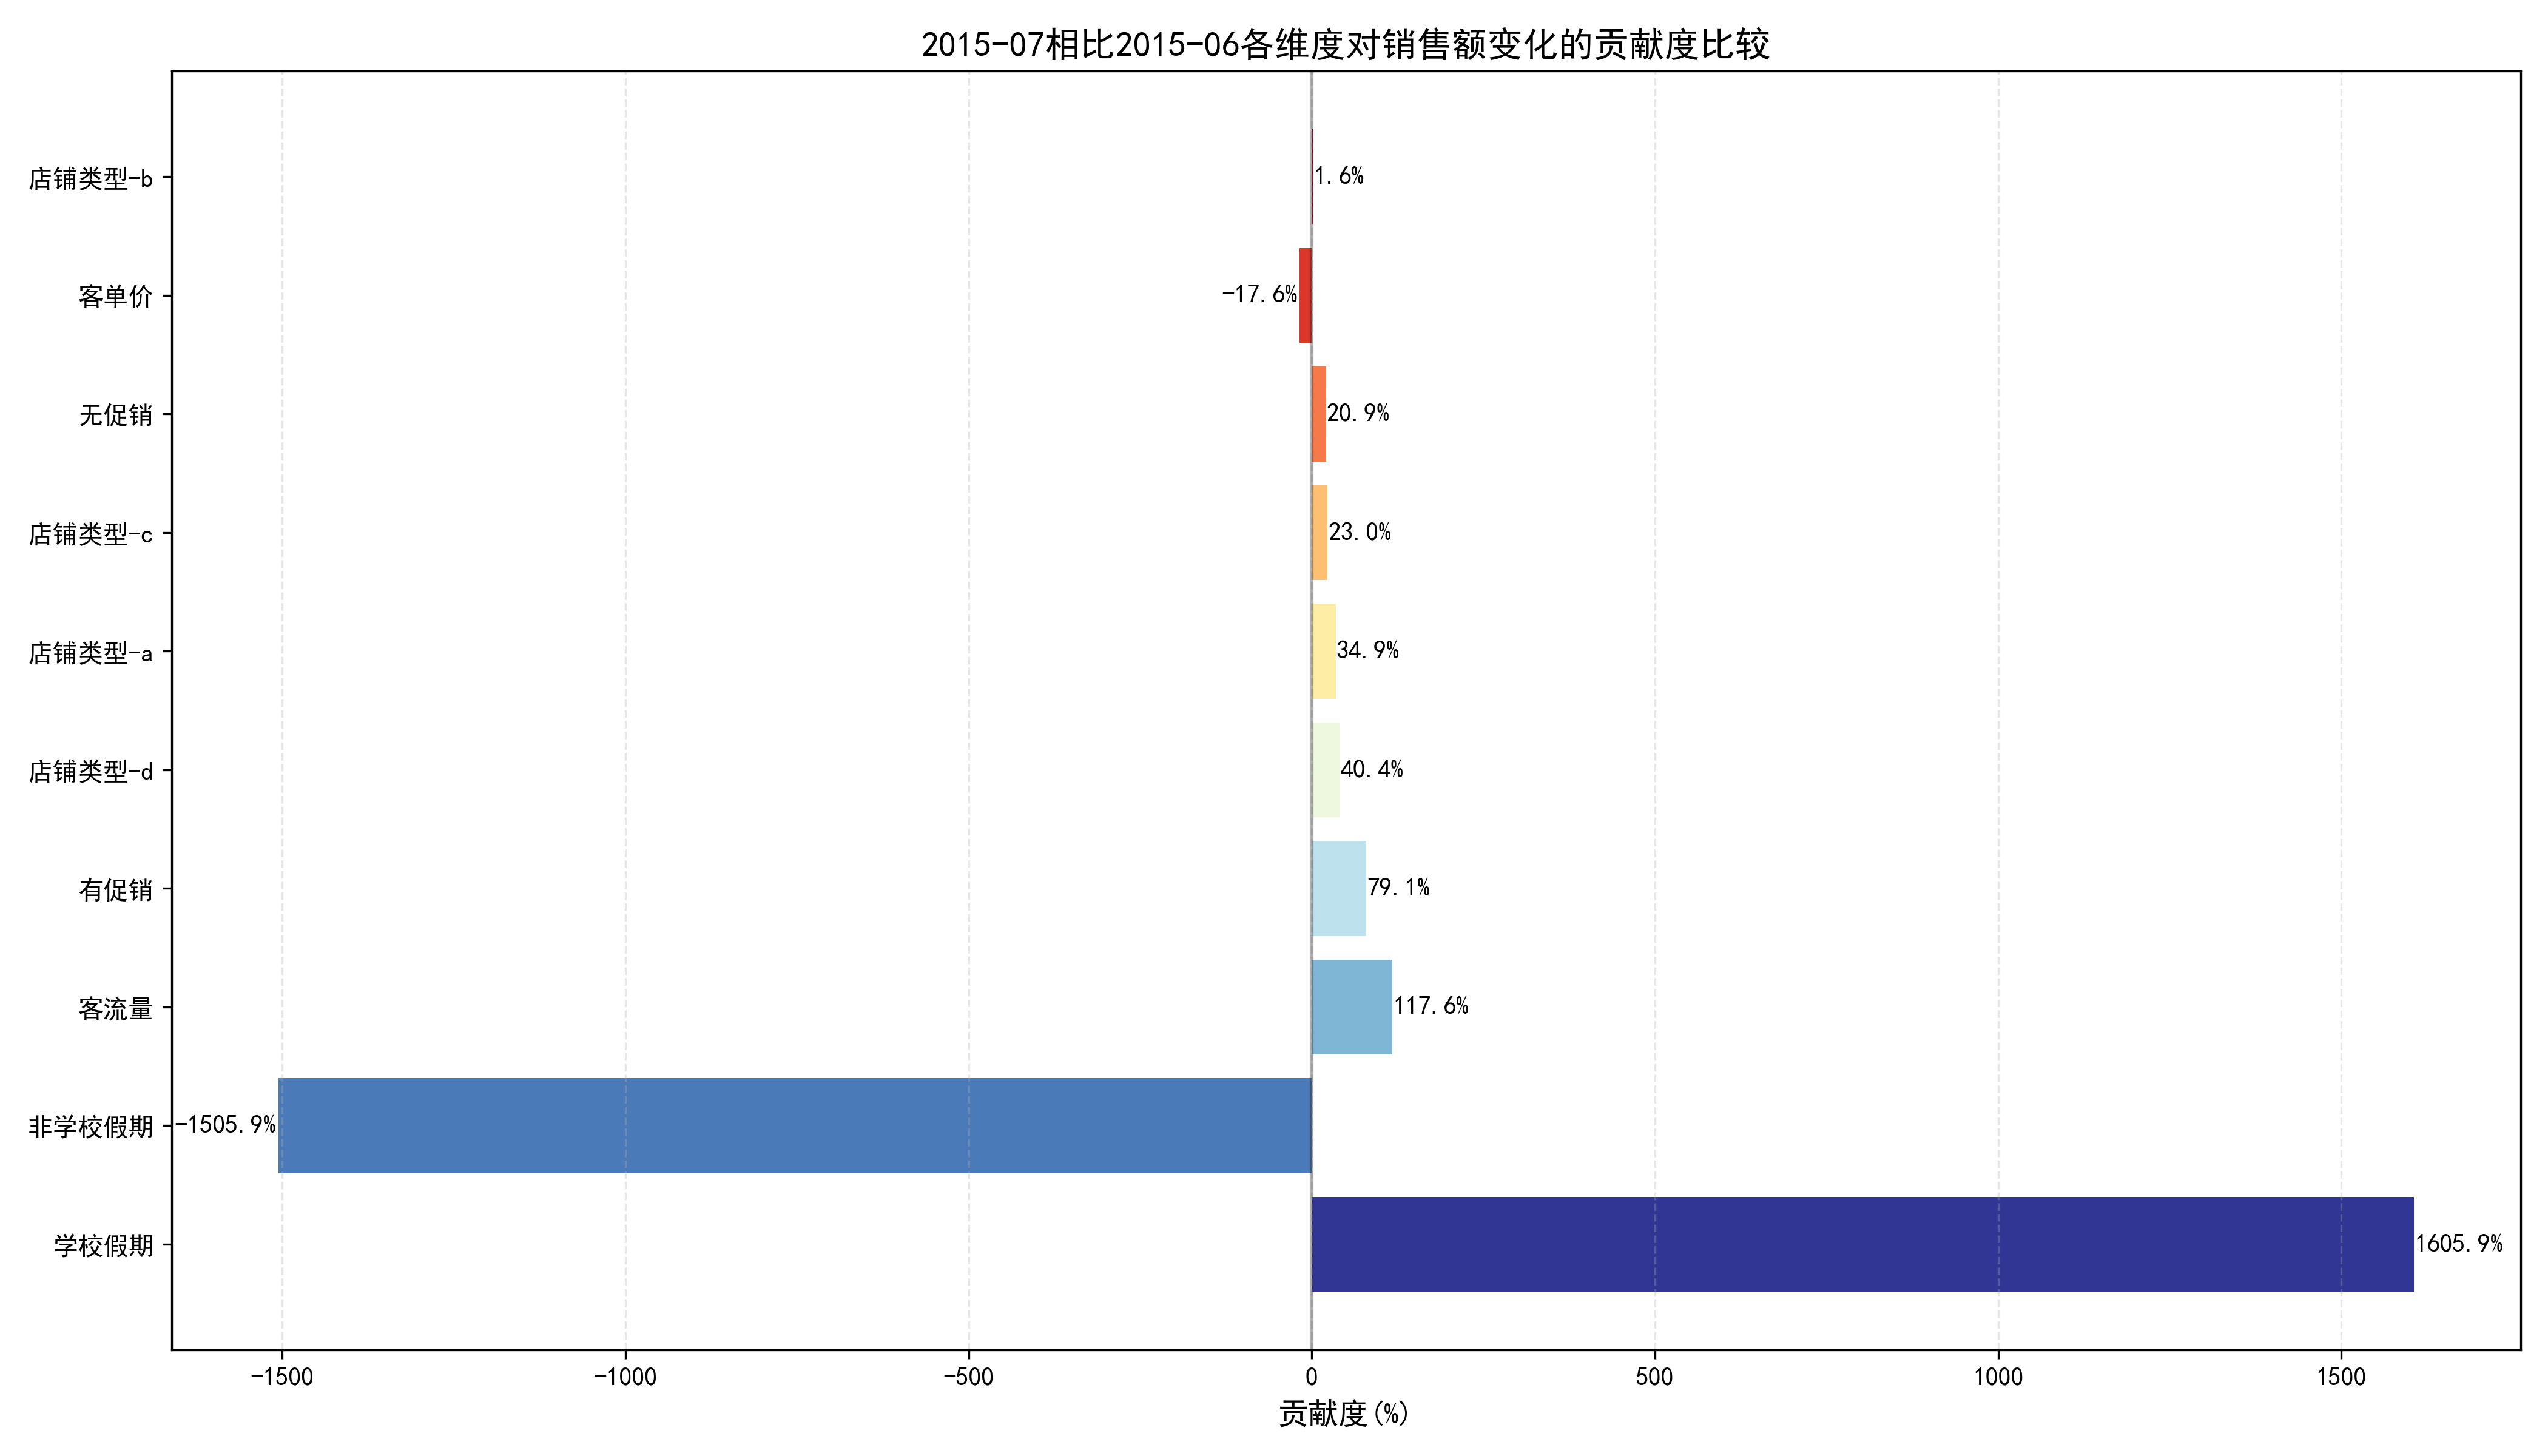 2015-07相比2015-06各维度对销售额变化的贡献度比较
店铺类型-b
1.6%
客单价
-17.6%
无促销
20.9%
店铺类型-c
23.0%
店铺类型-a
34.9%
店铺类型-d
40.4%
有促销
79.1%
客流量
117.6%
非学校假期
-1505.9%
学校假期
1605.9%
-1500
-1000
-500
0
500
1000
1500
贡献度(%)